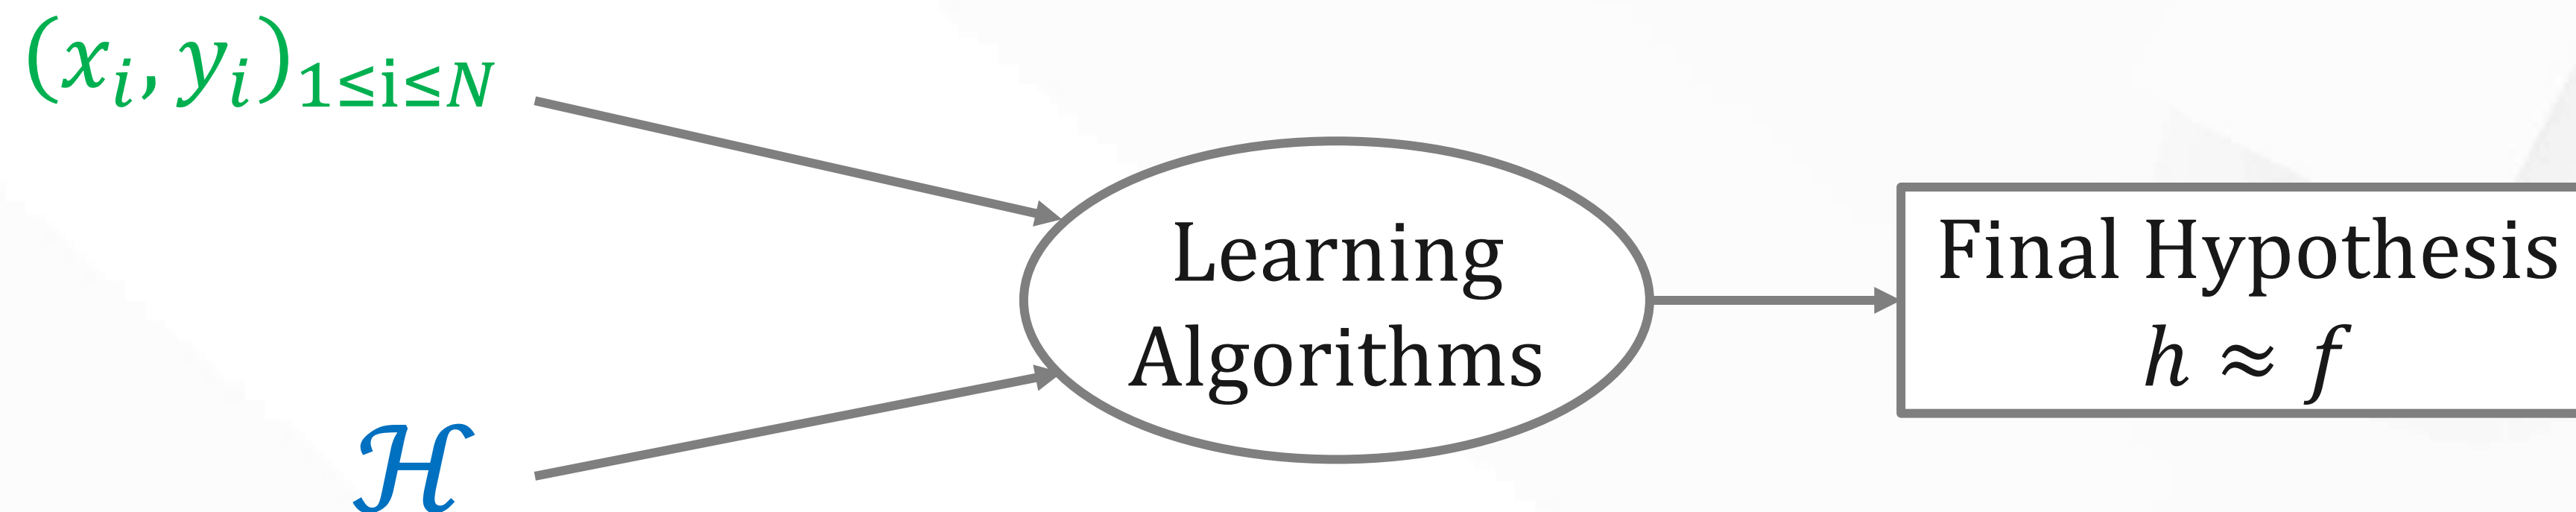 (xᵢ, yᵢ)₁≤i≤N
Learning
Algorithms
Final Hypothesis
h ≈ f
ℋ